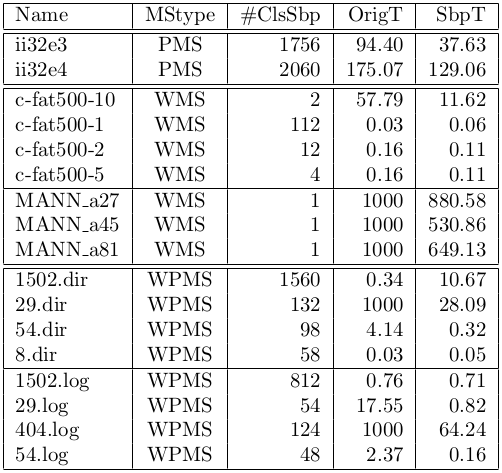 Name MStype #ClsSbp OrigT SbpT
ii32e3 PMS 1756 94.40 37.63
ii32e4 PMS 2060 175.07 129.06
c-fat500-10 WMS 2 57.79 11.62
c-fat500-1 WMS 112 0.03 0.06
c-fat500-2 WMS 12 0.16 0.11
c-fat500-5 WMS 4 0.16 0.11
MANN_a27 WMS 1 1000 880.58
MANN_a45 WMS 1 1000 530.86
MANN_a81 WMS 1 1000 649.13
1502.dir WPMS 1560 0.34 10.67
29.dir WPMS 132 1000 28.09
54.dir WPMS 98 4.14 0.32
8.dir WPMS 58 0.03 0.05
1502.log WPMS 812 0.76 0.71
29.log WPMS 54 17.55 0.82
404.log WPMS 124 1000 64.24
54.log WPMS 48 2.37 0.16